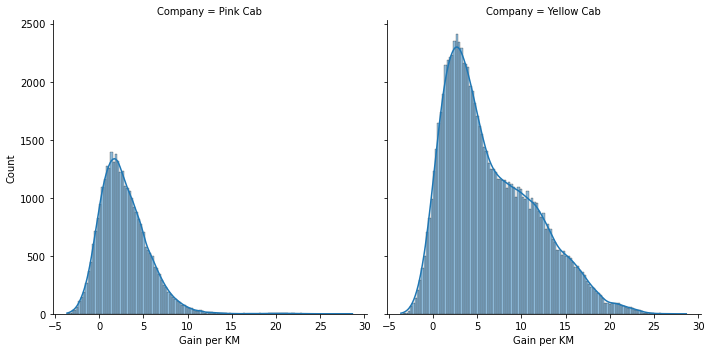 Company = Pink Cab
Company = Yellow Cab
2500
2000
1500
1000
500
0
Count
−5 0 5 10 15 20 25 30
−5 0 5 10 15 20 25 30
Gain per KM
Gain per KM